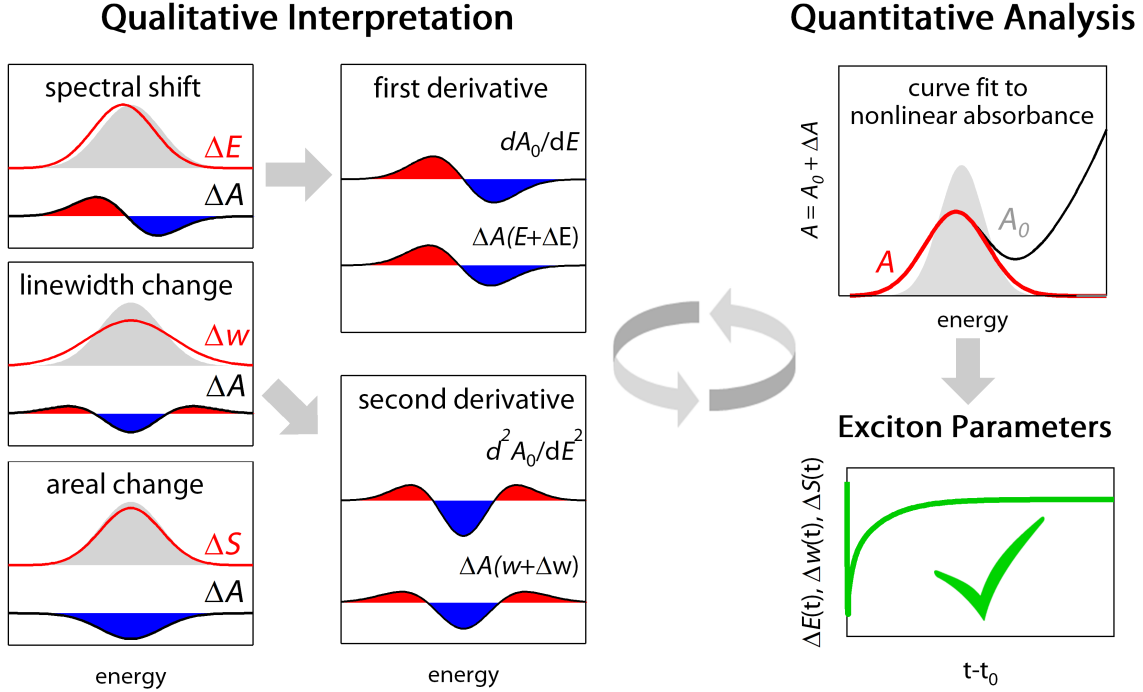 Qualitative Interpretation
spectral shift
ΔE
ΔA
linewidth change
Δw
ΔA
areal change
ΔS
ΔA
energy
first derivative
dA₀/dE
ΔA(E+ΔE)
second derivative
d²A₀/dE²
ΔA(w+Δw)
energy
Quantitative Analysis
curve fit to
nonlinear absorbance
A = A₀ + ΔA
A₀
A
energy
Exciton Parameters
ΔE(t), Δw(t), ΔS(t)
t-t₀